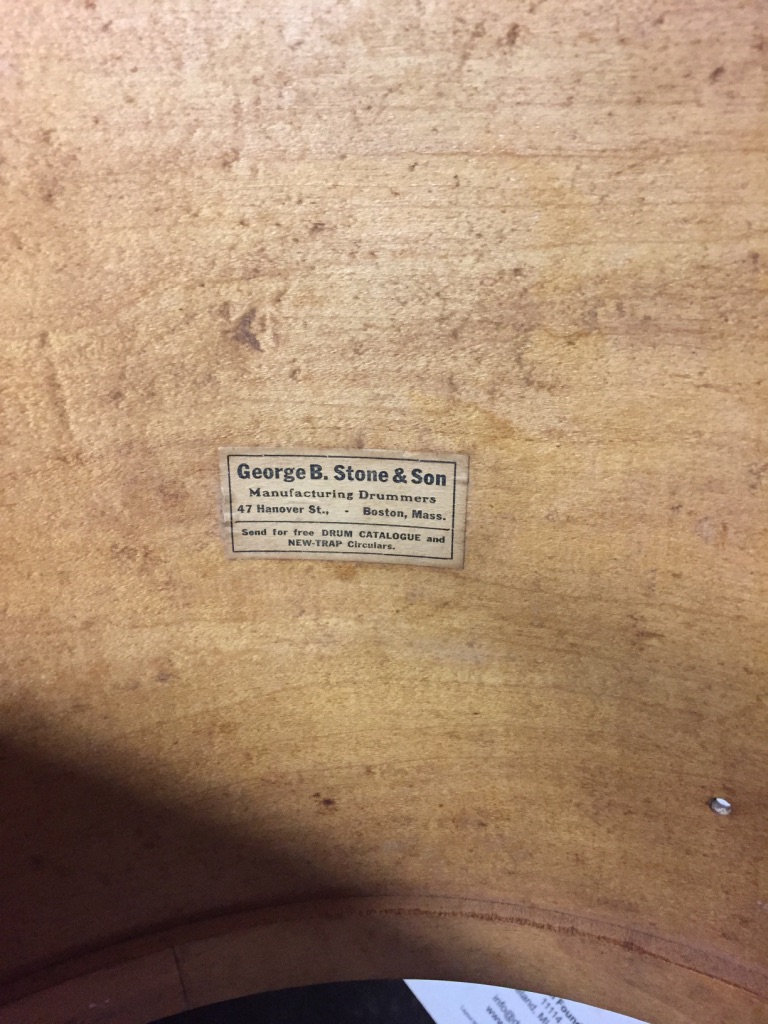 George B. Stone & Son
Manufacturing Drummers
47 Hanover St., - Boston, Mass.
Send for free DRUM CATALOGUE and
NEW-TRAP Circulars.
11114